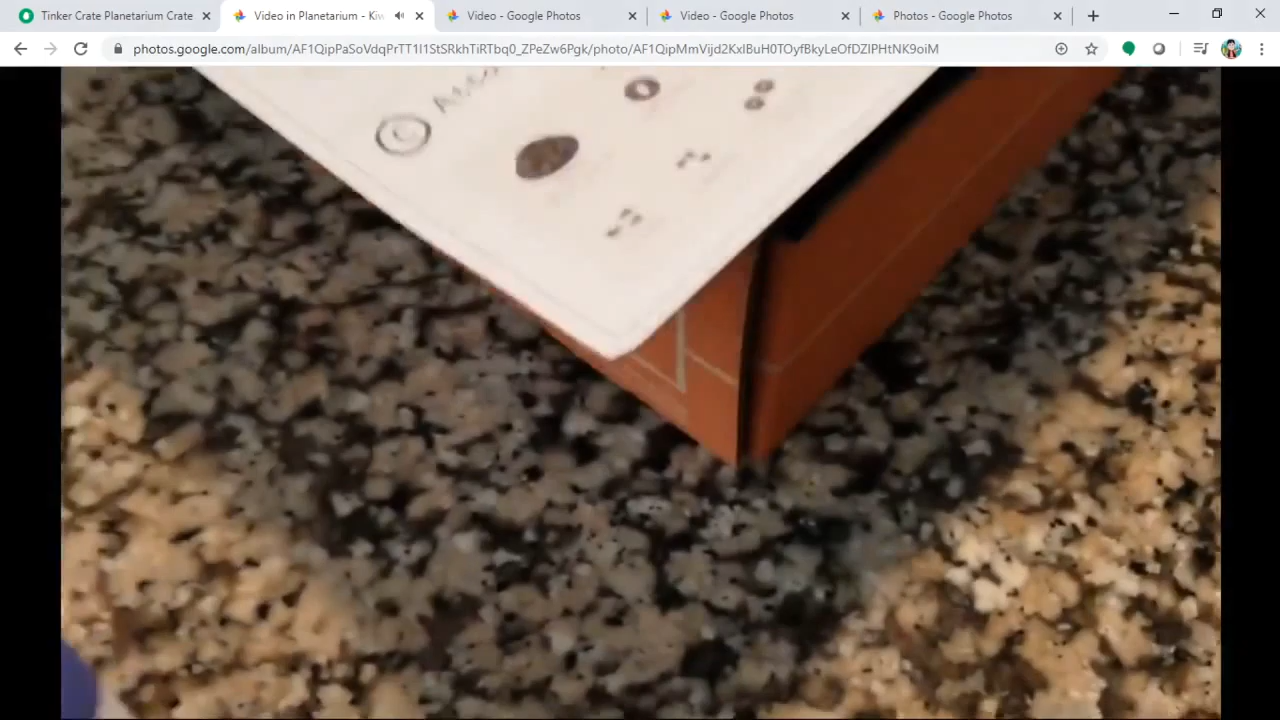 Tinker Crate Planetarium Crate
Video in Planetarium - Kiw
Video - Google Photos
Video - Google Photos
Photos - Google Photos
photos.google.com/album/AF1QipPaSoVdqPrTT1I1StSRkhTiRTbq0_ZPeZw6Pgk/photo/AF1QipMmVijd2KxIBuH0TOyfBkyLeOfDZIPHtNK9oiM
©